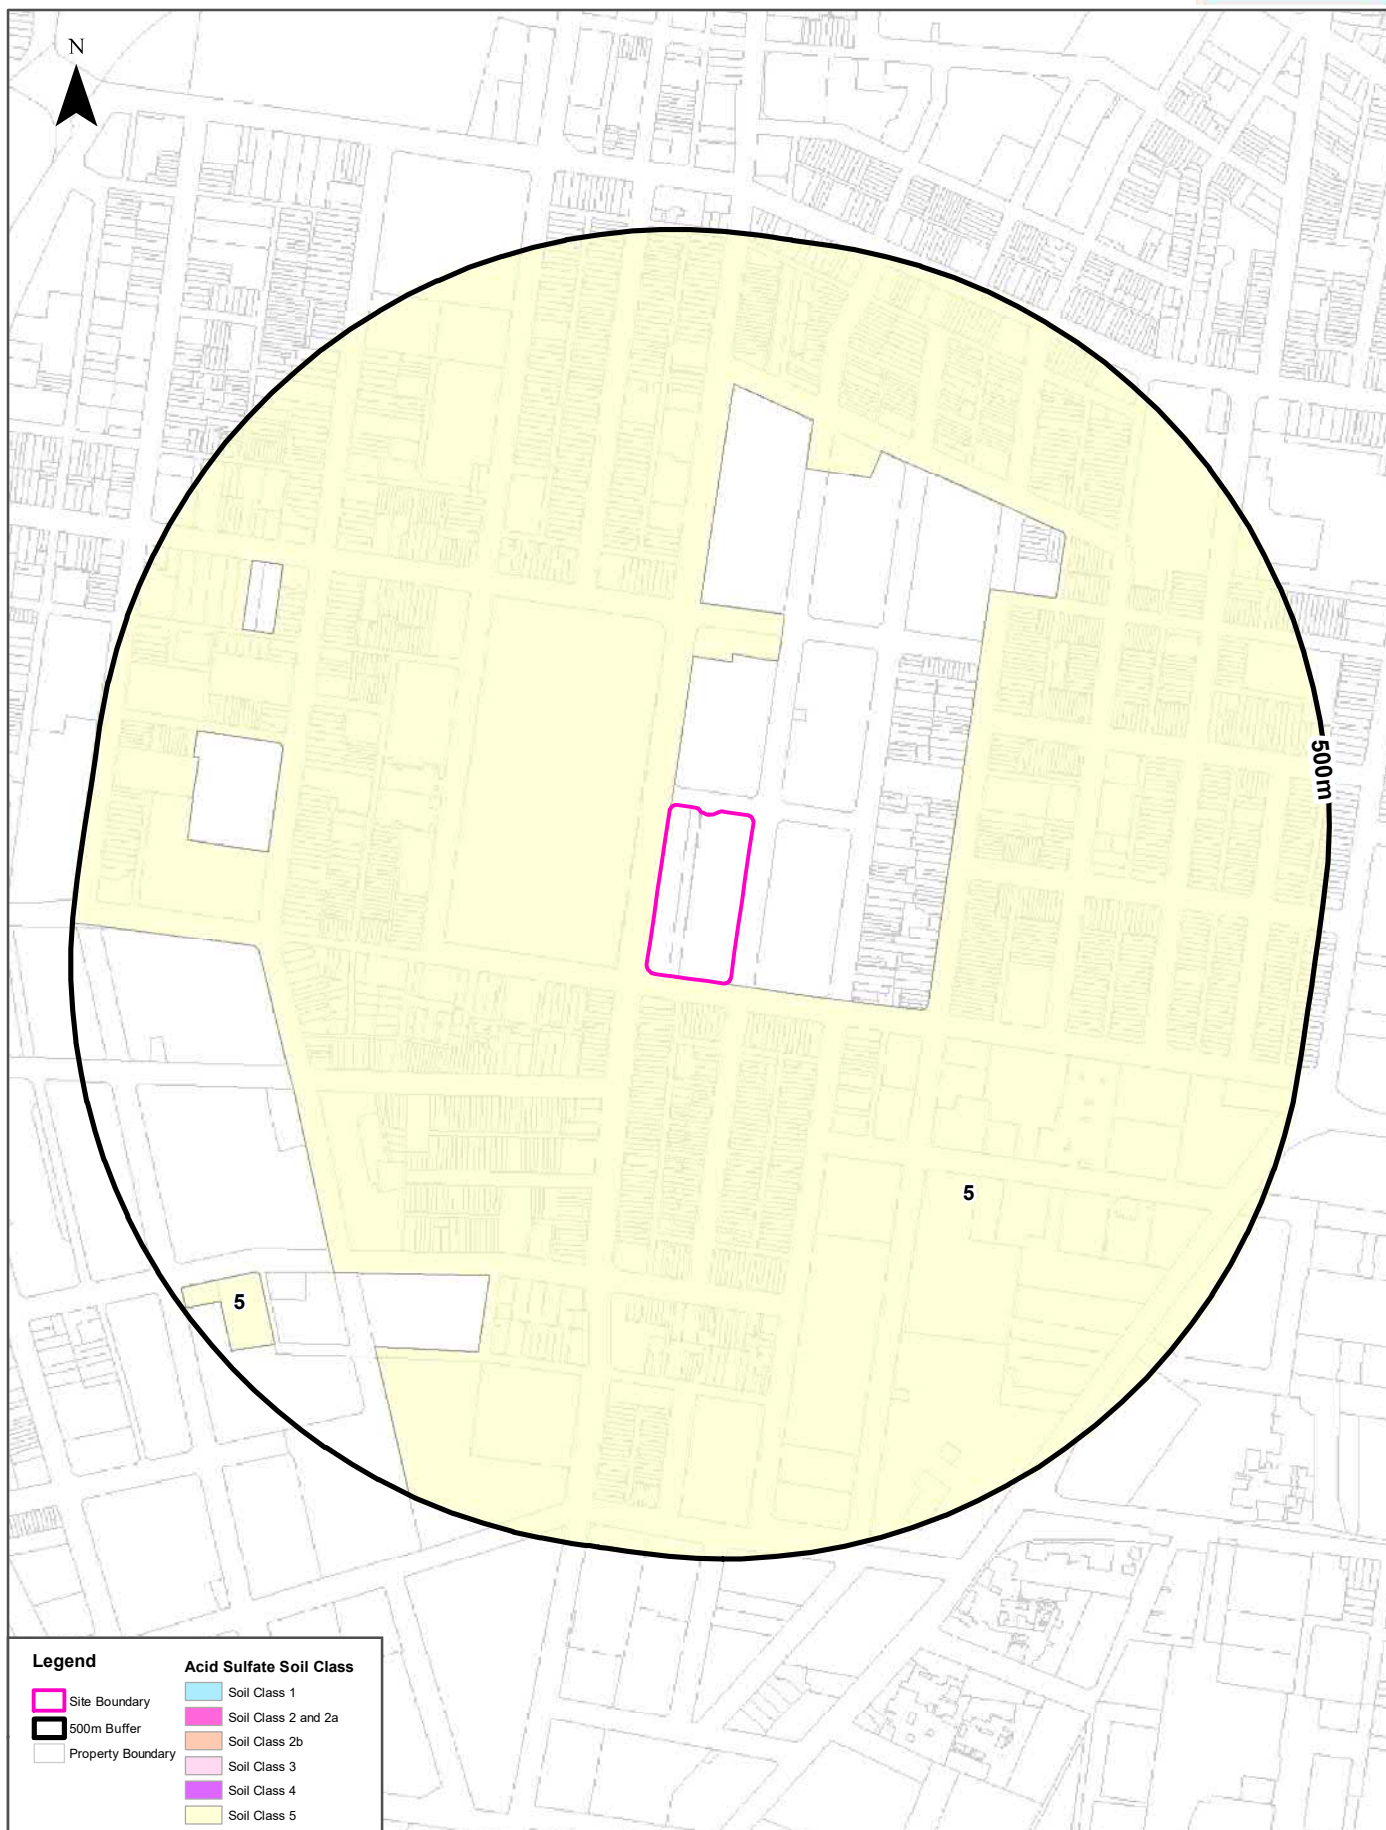 N
500m
5
5
Legend
Site Boundary
500m Buffer
Property Boundary
Acid Sulfate Soil Class
Soil Class 1
Soil Class 2 and 2a
Soil Class 2b
Soil Class 3
Soil Class 4
Soil Class 5